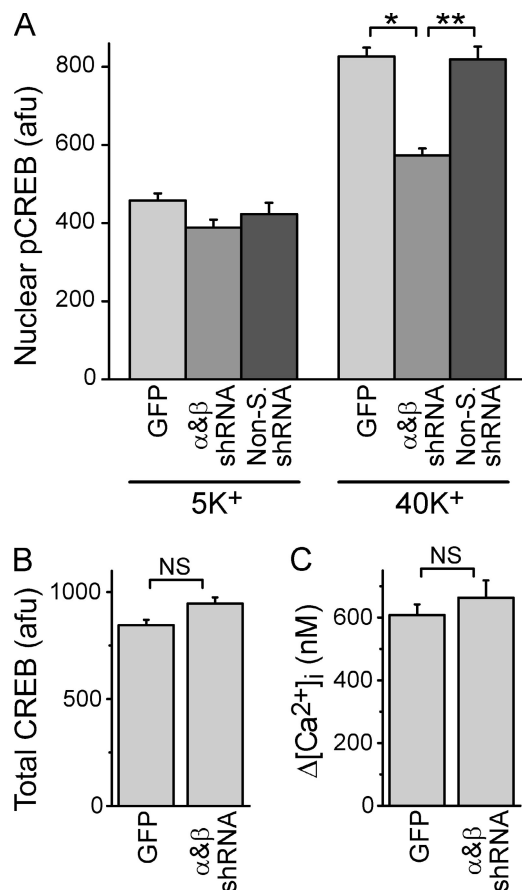 A
Nuclear pCREB (afu)
800
600
400
200
0
* **
GFP
α&β
shRNA
Non-S.
shRNA
GFP
α&β
shRNA
Non-S.
shRNA
5K⁺
40K⁺
B
Total CREB (afu)
1000
500
0
NS
GFP
α&β
shRNA
C
Δ[Ca²⁺]i (nM)
600
400
200
0
NS
GFP
α&β
shRNA